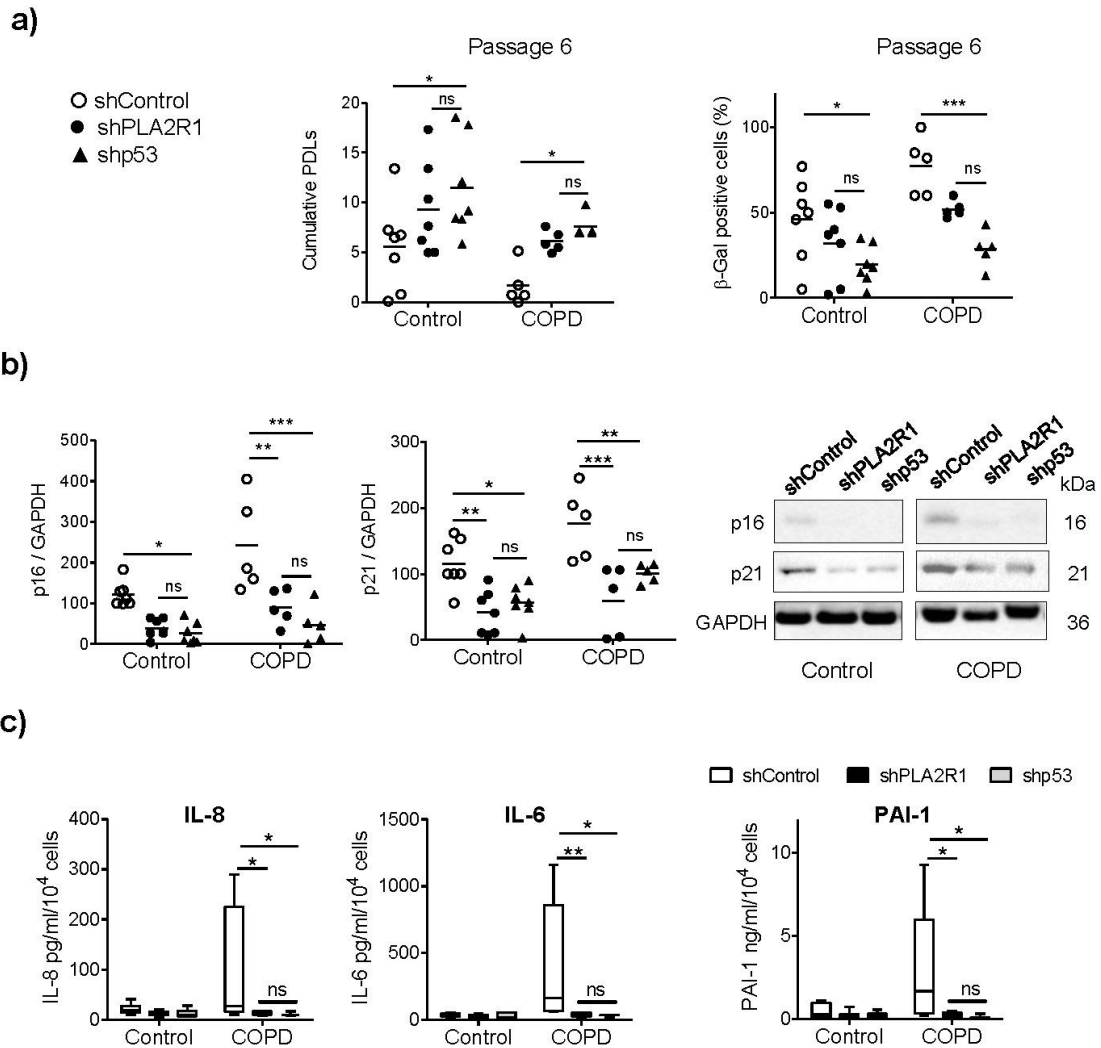 a)
Passage 6
Passage 6
shControl
shPLA2R1
shp53
Cumulative PDLs
20
15
10
5
0
*
ns
*
ns
Control
COPD
β-Gal positive cells (%)
100
50
0
*
ns
***
ns
Control
COPD
b)
p16 / GAPDH
500
400
300
200
100
0
*
ns
***
**
ns
Control
COPD
p21 / GAPDH
300
200
100
0
*
**
ns
**
***
ns
Control
COPD
shControl
shPLA2R1
shp53
shControl
shPLA2R1
shp53
kDa
p16
16
p21
21
GAPDH
36
Control
COPD
c)
shControl
shPLA2R1
shp53
IL-8
IL-8 pg/ml/10⁴ cells
400
300
200
100
0
*
*
ns
Control
COPD
IL-6
IL-6 pg/ml/10⁴ cells
1500
1000
500
0
*
**
ns
Control
COPD
PAI-1
PAI-1 ng/ml/10⁴ cells
10
5
0
*
*
ns
Control
COPD